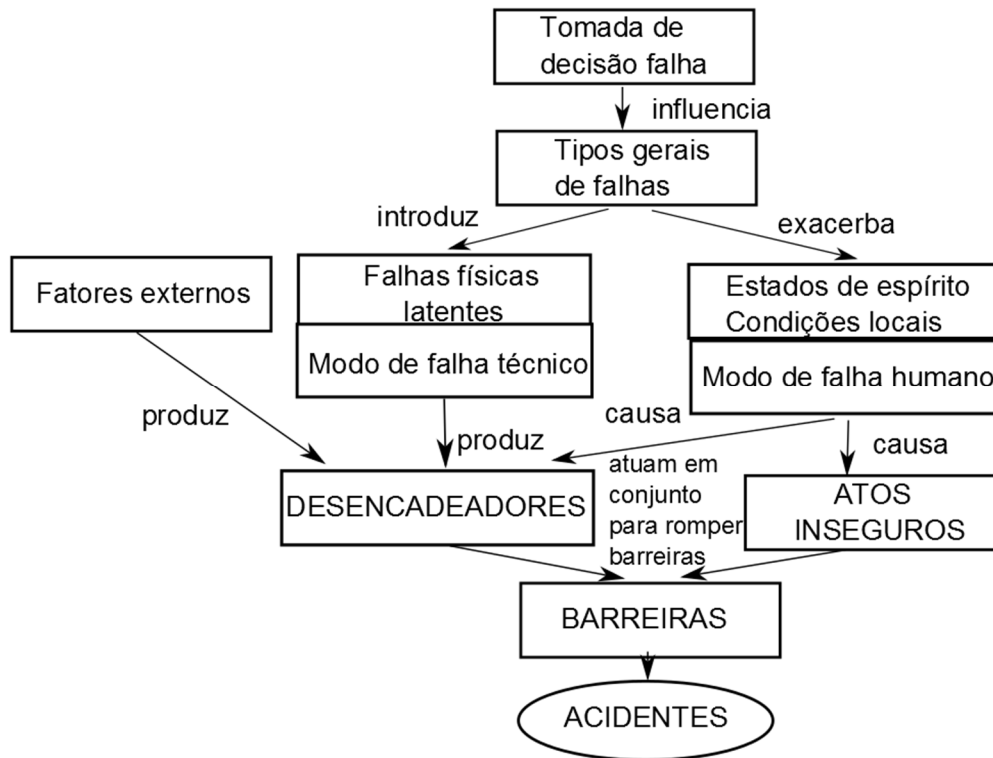 Tomada de
decisão falha
influencia
Tipos gerais
de falhas
introduz
exacerba
Fatores externos
Falhas físicas
latentes
Modo de falha técnico
Estados de espírito
Condições locais
Modo de falha humano
produz
produz
causa
causa
DESENCADEADORES
atuam em
conjunto
para romper
barreiras
ATOS
INSEGUROS
BARREIRAS
ACIDENTES